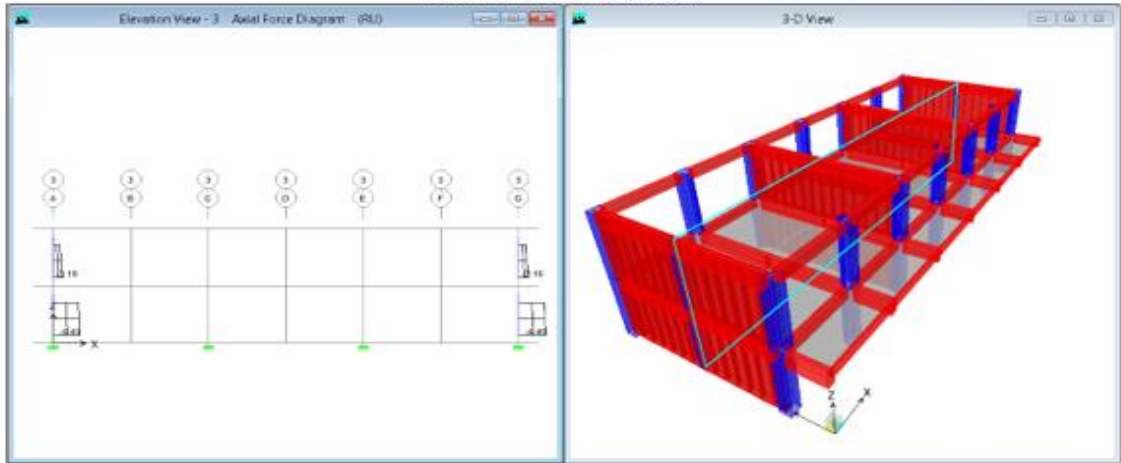 Elevation View - 3 Axial Force Diagram (RU)
3-D View
3 3 3 3 3 3 3
A B C D E F G
X
Z
X